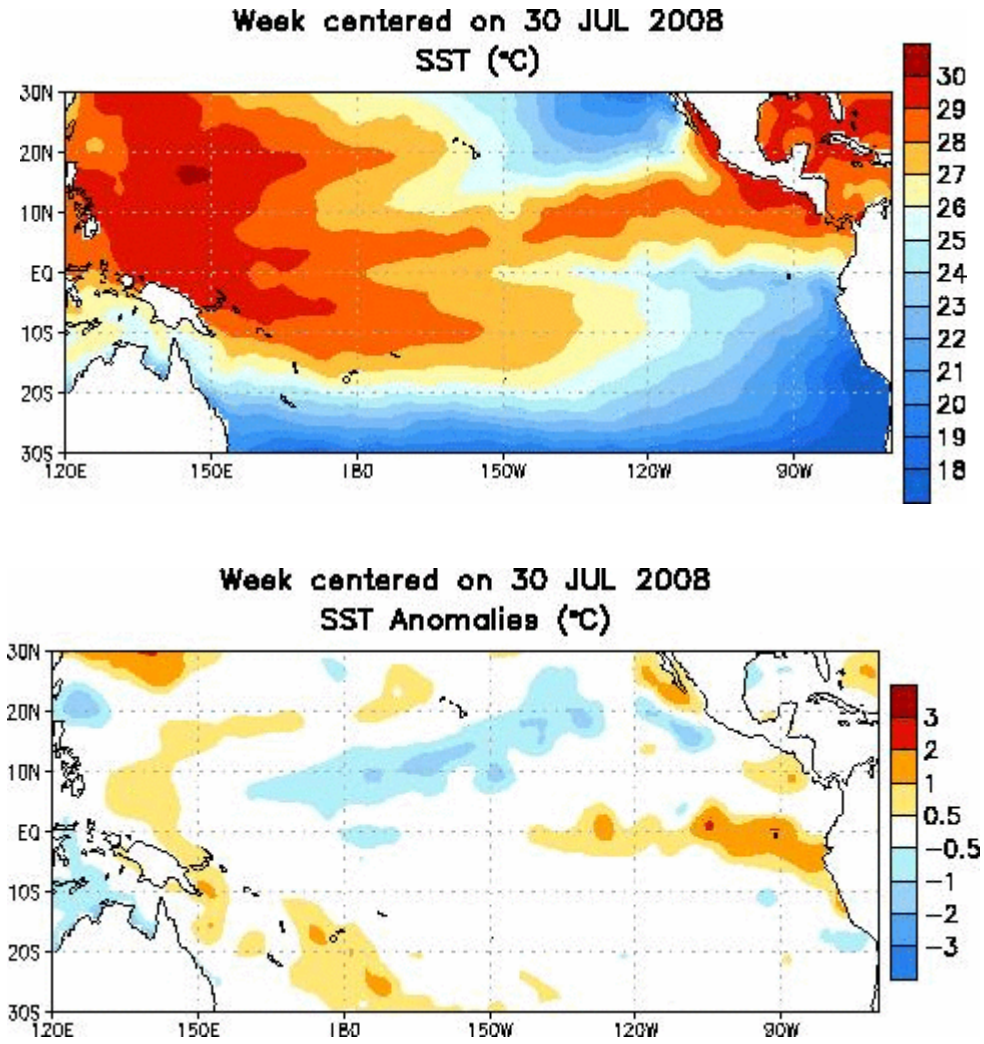 Week centered on 30 JUL 2008
SST (°C)
30N
20N
10N
EQ
10S
20S
30S
120E 150E 180 150W 120W 90W
30
29
28
27
26
25
24
23
22
21
20
19
18
Week centered on 30 JUL 2008
SST Anomalies (°C)
30N
20N
10N
EQ
10S
20S
30S
120E 150E 180 150W 120W 90W
3
2
1
0.5
-0.5
-1
-2
-3